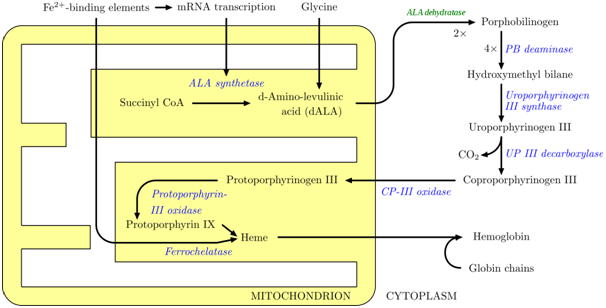 Fe²⁺-binding elements
mRNA transcription
Glycine
ALA dehydratase
2×
Porphobilinogen
4×
PB deaminase
ALA synthetase
Hydroxymethyl bilane
Succinyl CoA
d-Amino-levulinic
acid (dALA)
Uroporphyrinogen
III synthase
Uroporphyrinogen III
CO₂
UP III decarboxylase
Protoporphyrinogen III
CP-III oxidase
Coproporphyrinogen III
Protoporphyrin-
III oxidase
Protoporphyrin IX
Heme
Hemoglobin
Ferrochelatase
Globin chains
MITOCHONDRION
CYTOPLASM